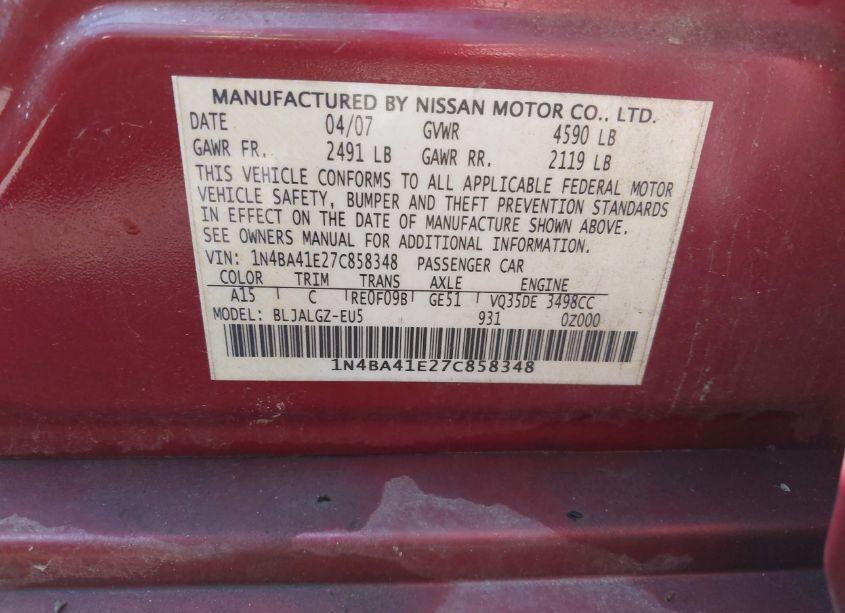 MANUFACTURED BY NISSAN MOTOR CO., LTD.
DATE 04/07 GVWR 4590 LB
GAWR FR. 2491 LB GAWR RR. 2119 LB
THIS VEHICLE CONFORMS TO ALL APPLICABLE FEDERAL MOTOR
VEHICLE SAFETY, BUMPER AND THEFT PREVENTION STANDARDS
IN EFFECT ON THE DATE OF MANUFACTURE SHOWN ABOVE.
SEE OWNERS MANUAL FOR ADDITIONAL INFORMATION.
VIN: 1N4BA41E27C858348 PASSENGER CAR
COLOR TRIM TRANS AXLE ENGINE
A15 C RE0F09B GE51 VQ35DE 3498CC
MODEL: BLJALGZ-EU5 931 0Z000
1N4BA41E27C858348